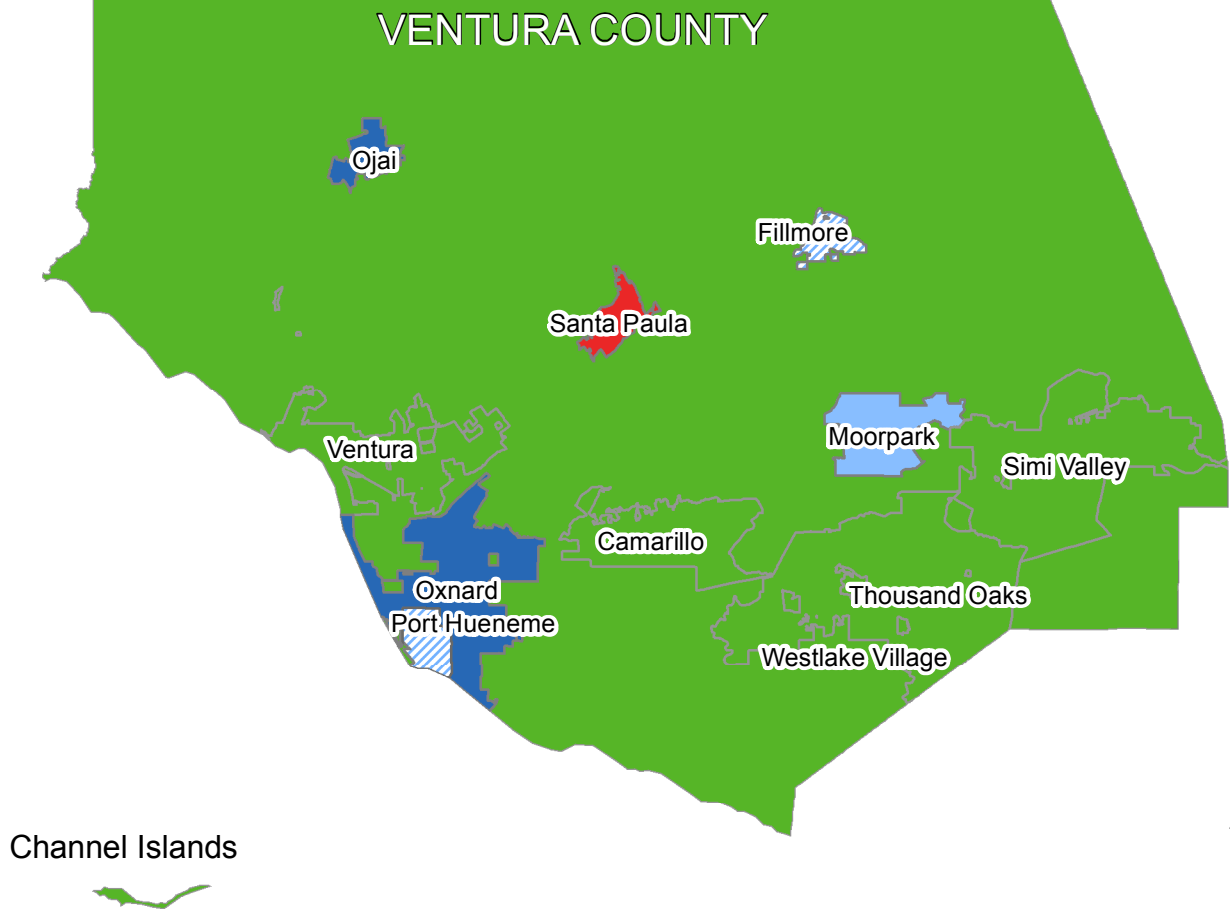 VENTURA COUNTY
Ojai
Fillmore
Santa Paula
Moorpark
Ventura
Simi Valley
Camarillo
Oxnard
Thousand Oaks
Port Hueneme
Westlake Village
Channel Islands